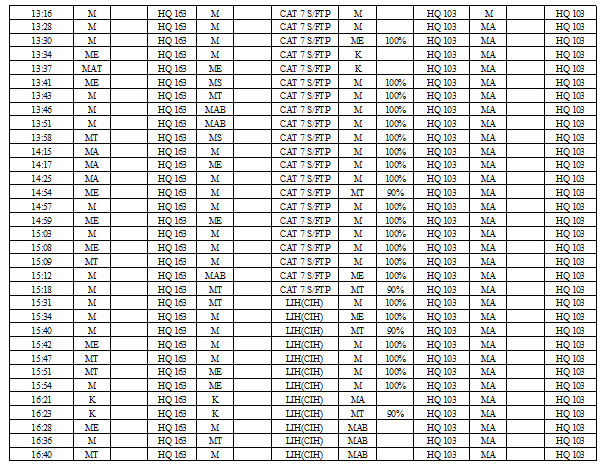 13:16 M HQ 163 M CAT 7 S/FTP M HQ 103 M HQ 103
13:28 M HQ 163 M CAT 7 S/FTP M HQ 103 MA HQ 103
13:30 M HQ 163 M CAT 7 S/FTP ME 100% HQ 103 MA HQ 103
13:34 ME HQ 163 M CAT 7 S/FTP K HQ 103 MA HQ 103
13:37 MAT HQ 163 ME CAT 7 S/FTP K HQ 103 MA HQ 103
13:41 ME HQ 163 MS CAT 7 S/FTP M 100% HQ 103 MA HQ 103
13:43 M HQ 163 MT CAT 7 S/FTP M 100% HQ 103 MA HQ 103
13:46 M HQ 163 MAB CAT 7 S/FTP M 100% HQ 103 MA HQ 103
13:51 M HQ 163 MAB CAT 7 S/FTP M 100% HQ 103 MA HQ 103
13:58 MT HQ 163 MS CAT 7 S/FTP M 100% HQ 103 MA HQ 103
14:15 MA HQ 163 M CAT 7 S/FTP M 100% HQ 103 MA HQ 103
14:17 MA HQ 163 ME CAT 7 S/FTP M 100% HQ 103 MA HQ 103
14:25 MA HQ 163 M CAT 7 S/FTP M 100% HQ 103 MA HQ 103
14:54 ME HQ 163 M CAT 7 S/FTP MT 90% HQ 103 MA HQ 103
14:57 M HQ 163 M CAT 7 S/FTP M 100% HQ 103 MA HQ 103
14:59 ME HQ 163 ME CAT 7 S/FTP M 100% HQ 103 MA HQ 103
15:03 M HQ 163 M CAT 7 S/FTP M 100% HQ 103 MA HQ 103
15:08 ME HQ 163 M CAT 7 S/FTP M 100% HQ 103 MA HQ 103
15:09 MT HQ 163 M CAT 7 S/FTP M 100% HQ 103 MA HQ 103
15:12 M HQ 163 MAB CAT 7 S/FTP ME 100% HQ 103 MA HQ 103
15:18 M HQ 163 MT CAT 7 S/FTP MT 90% HQ 103 MA HQ 103
15:31 M HQ 163 MT LIH(CIH) M 100% HQ 103 MA HQ 103
15:34 M HQ 163 M LIH(CIH) ME 100% HQ 103 MA HQ 103
15:40 M HQ 163 M LIH(CIH) MT 90% HQ 103 MA HQ 103
15:42 ME HQ 163 M LIH(CIH) M 100% HQ 103 MA HQ 103
15:47 MT HQ 163 M LIH(CIH) M 100% HQ 103 MA HQ 103
15:51 MT HQ 163 ME LIH(CIH) M 100% HQ 103 MA HQ 103
15:54 M HQ 163 ME LIH(CIH) M 100% HQ 103 MA HQ 103
16:21 K HQ 163 K LIH(CIH) MA HQ 103 MA HQ 103
16:23 K HQ 163 K LIH(CIH) MT 90% HQ 103 MA HQ 103
16:28 ME HQ 163 M LIH(CIH) MAB HQ 103 MA HQ 103
16:36 M HQ 163 MT LIH(CIH) MAB HQ 103 MA HQ 103
16:40 MT HQ 163 M LIH(CIH) MAB HQ 103 MA HQ 103